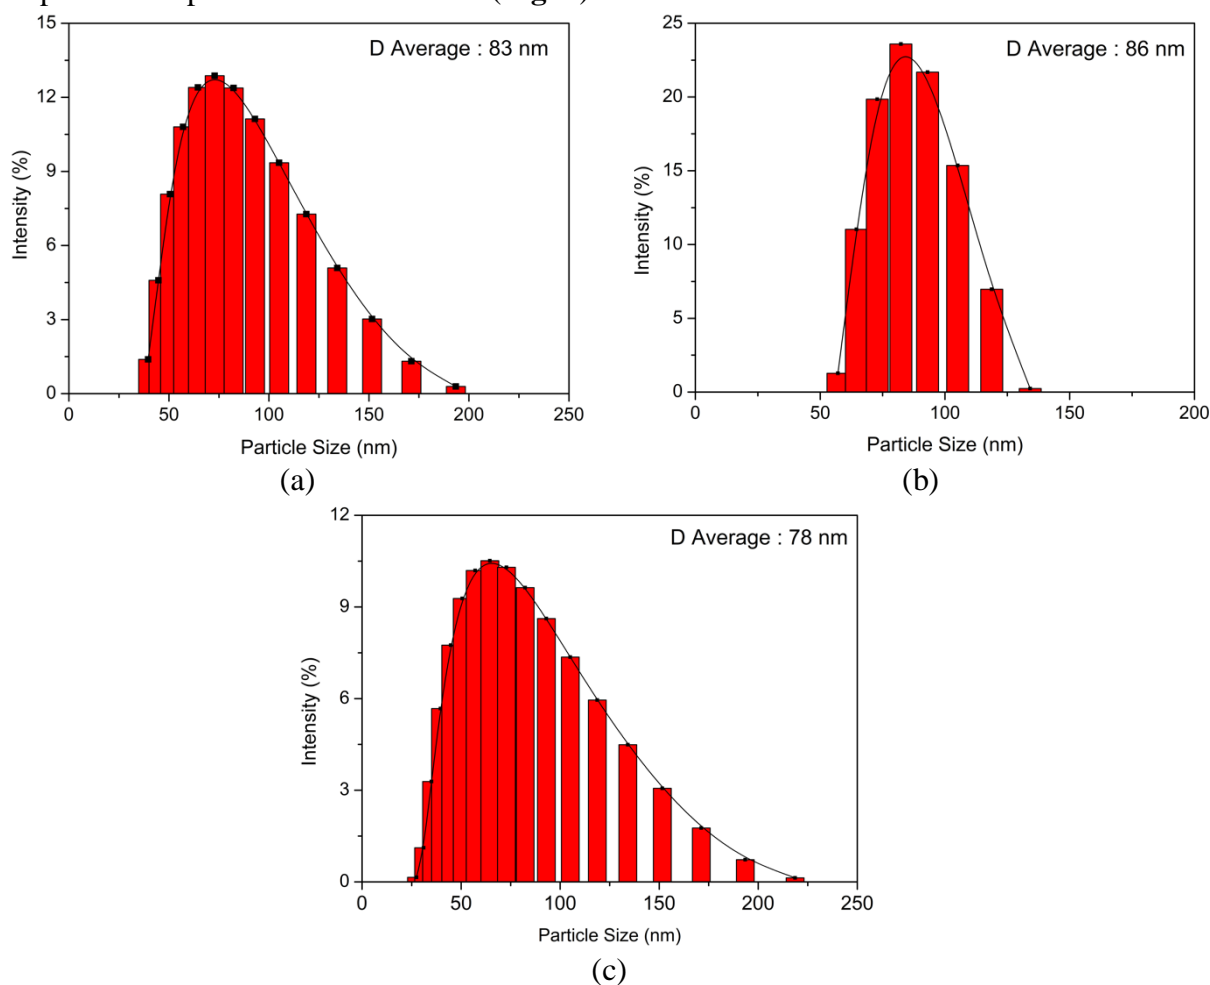 15
12
9
6
3
0
Intensity (%)
D Average : 83 nm
0 50 100 150 200 250
Particle Size (nm)
(a)
25
20
15
10
5
0
Intensity (%)
D Average : 86 nm
0 50 100 150 200
Particle Size (nm)
(b)
12
9
6
3
0
Intensity (%)
D Average : 78 nm
0 50 100 150 200 250
Particle Size (nm)
(c)